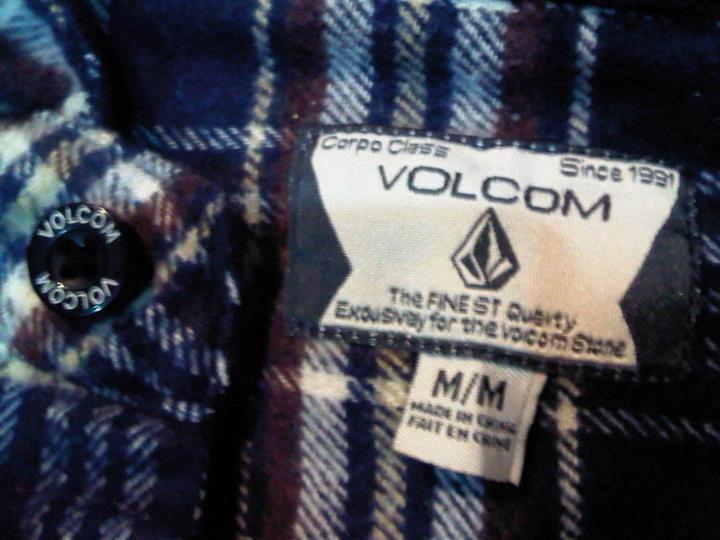 VOLCOM
VOLCOM
Corpo Class
Since 1991
VOLCOM
The FINEST Quality
Exclusively for the volcom Stone
M/M
MADE IN CHINA
FAIT EN CHINE